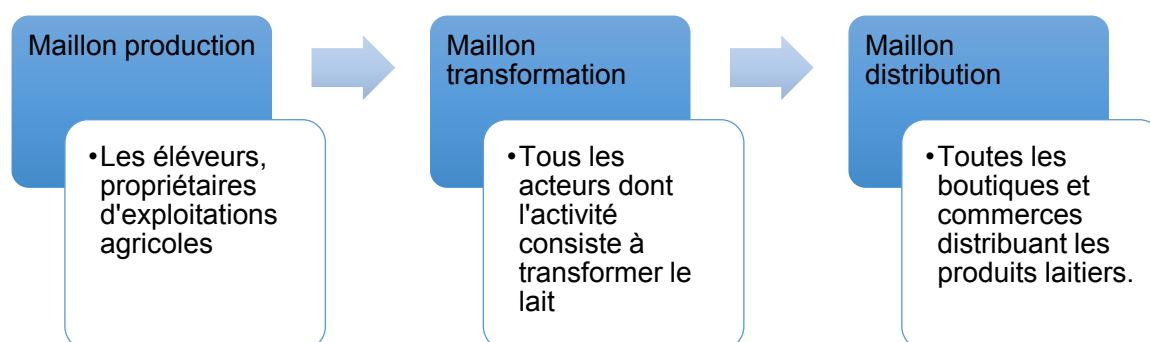 Maillon production
•Les éléveurs,
propriétaires
d'exploitations
agricoles
Maillon
transformation
•Tous les
acteurs dont
l'activité
consiste à
transformer le
lait
Maillon
distribution
•Toutes les
boutiques et
commerces
distribuant les
produits laitiers.